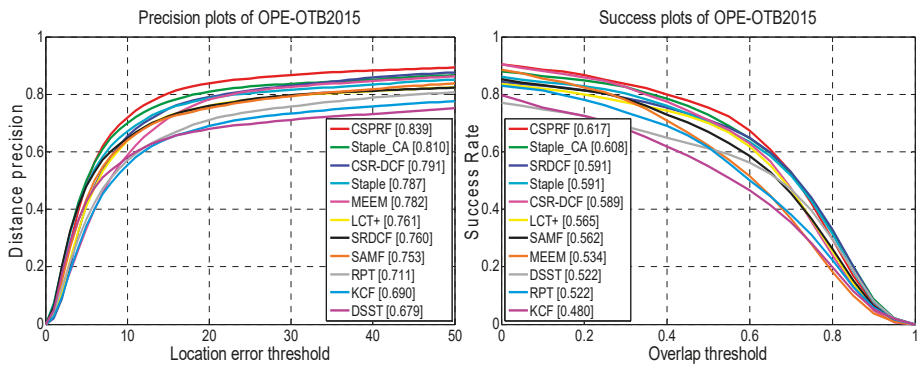 Precision plots of OPE-OTB2015
Distance precision
1
0.8
0.6
0.4
0.2
0
CSPRF [0.839]
Staple_CA [0.810]
CSR-DCF [0.791]
Staple [0.787]
MEEM [0.782]
LCT+ [0.761]
SRDCF [0.760]
SAMF [0.753]
RPT [0.711]
KCF [0.690]
DSST [0.679]
0 10 20 30 40 50
Location error threshold
Success plots of OPE-OTB2015
Success Rate
1
0.8
0.6
0.4
0.2
0
CSPRF [0.617]
Staple_CA [0.608]
SRDCF [0.591]
Staple [0.591]
CSR-DCF [0.589]
LCT+ [0.565]
SAMF [0.562]
MEEM [0.534]
DSST [0.522]
RPT [0.522]
KCF [0.480]
0 0.2 0.4 0.6 0.8 1
Overlap threshold